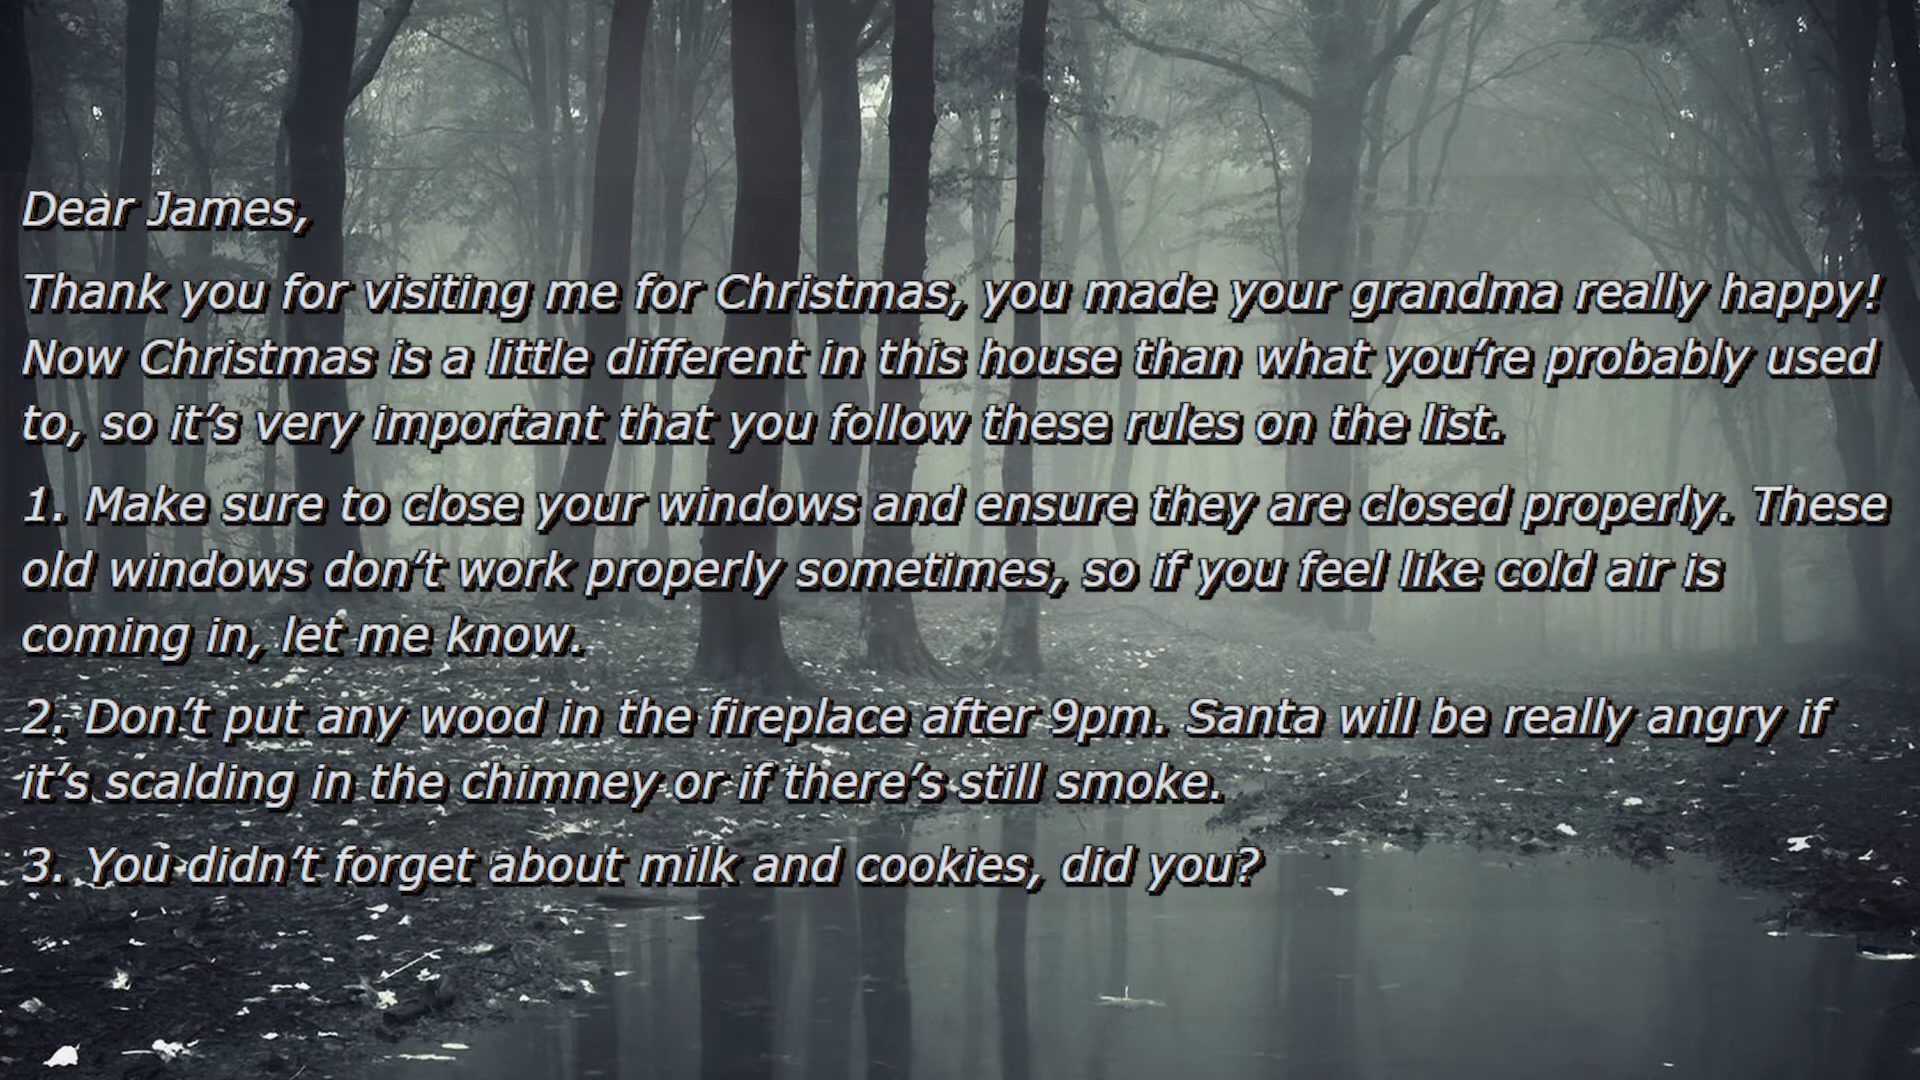 Dear James,
Thank you for visiting me for Christmas, you made your grandma really happy!
Now Christmas is a little different in this house than what you’re probably used
to, so it’s very important that you follow these rules on the list.
1. Make sure to close your windows and ensure they are closed properly. These
old windows don’t work properly sometimes, so if you feel like cold air is
coming in, let me know.
2. Don’t put any wood in the fireplace after 9pm. Santa will be really angry if
it’s scalding in the chimney or if there’s still smoke.
3. You didn’t forget about milk and cookies, did you?